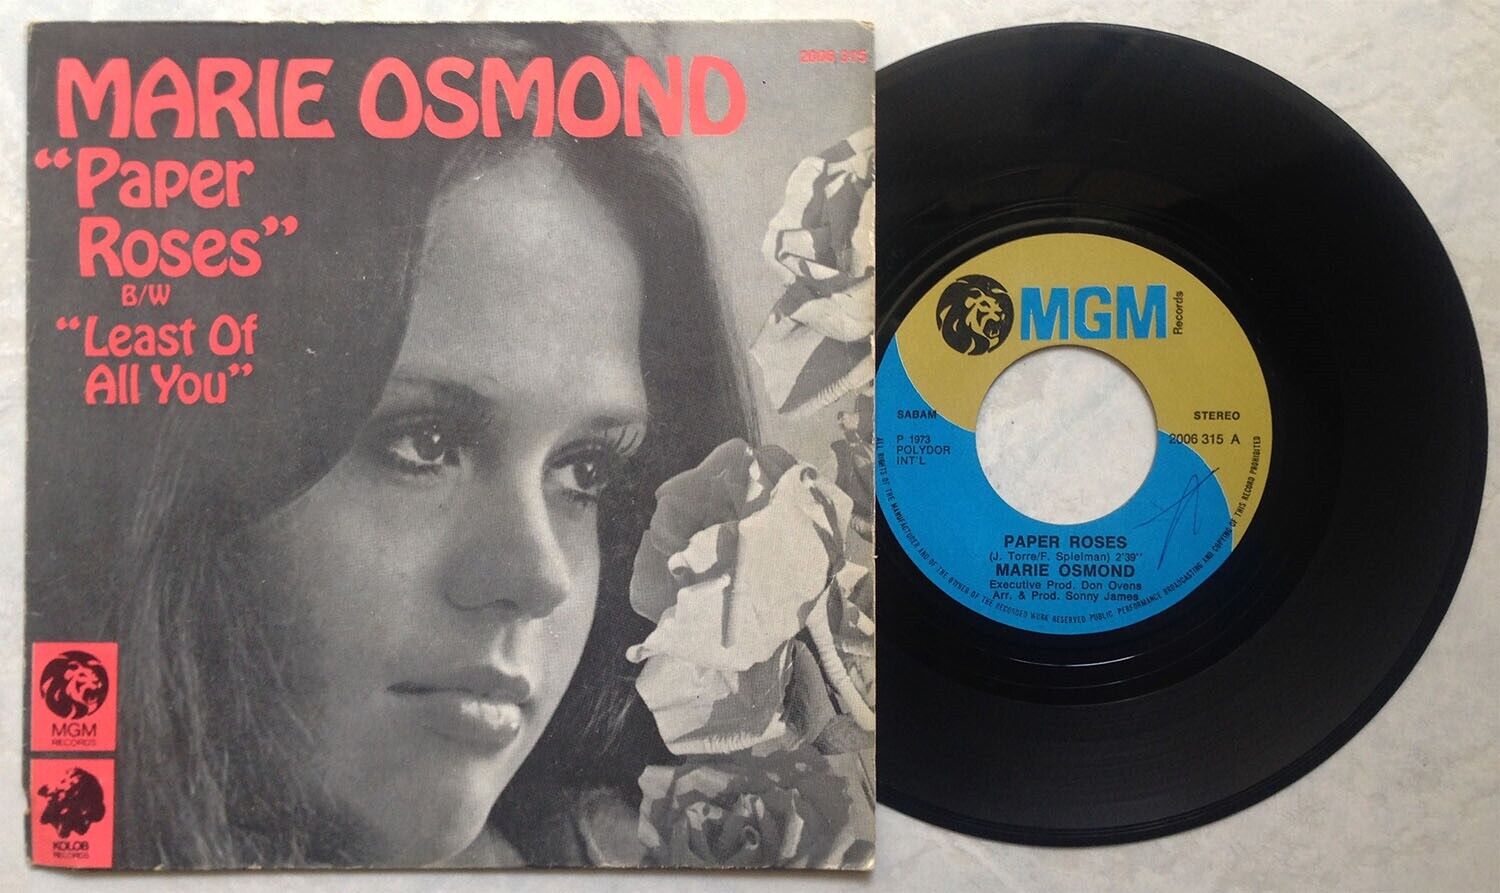 MARIE OSMOND
2006 315
“Paper
Roses”
B/W
“Least Of
All You”
MGM
RECORDS
KOLOB
RECORDS
MGM Records
SABAM
STEREO
P 1973
POLYDOR
INT'L
2006 315 A
PAPER ROSES
(J. Torre/F. Spielman) 2'39"
MARIE OSMOND
Executive Prod. Don Ovens
Arr. & Prod. Sonny James
ALL RIGHTS OF THE MANUFACTURER AND OF THE OWNER OF THE RECORDED WORK RESERVED PUBLIC PERFORMANCE BROADCASTING AND COPYING OF THIS RECORD PROHIBITED